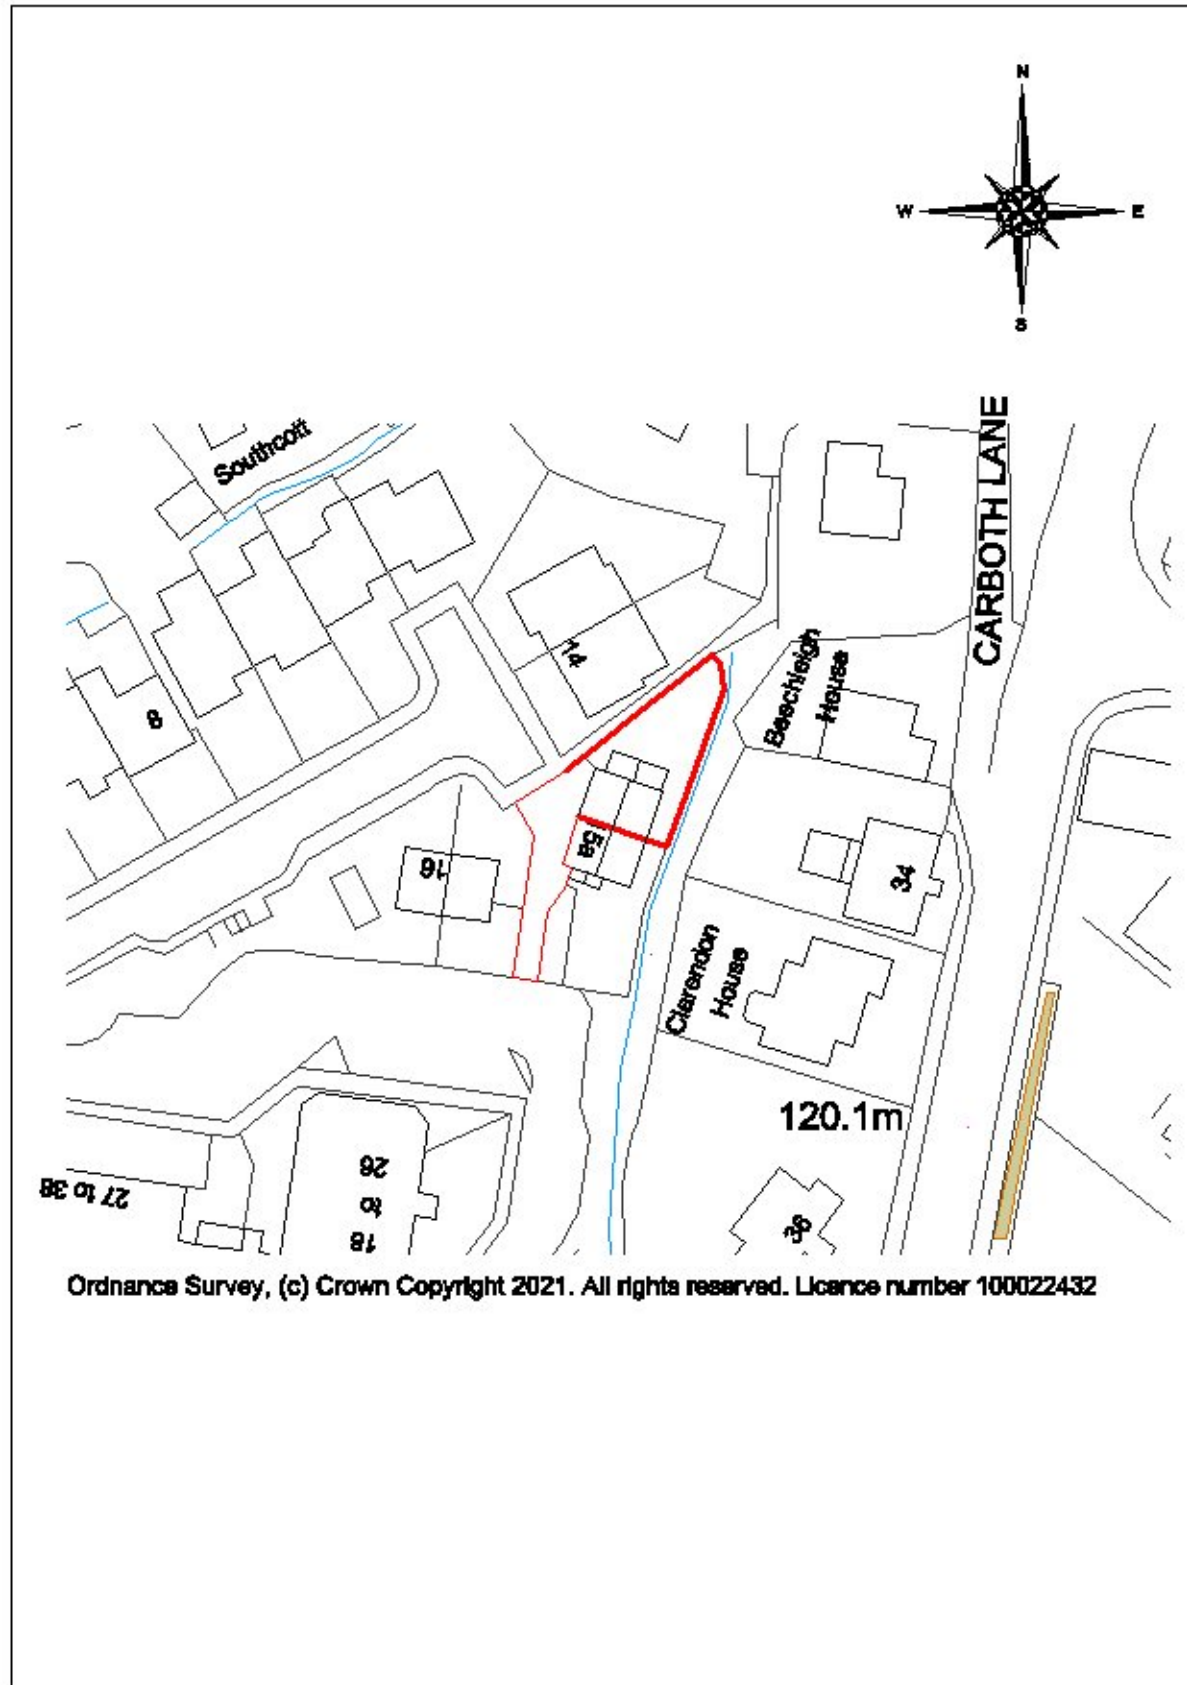 N
W
E
S
CARBOTH LANE
Southcott
14
Beechleigh
House
8
5a
16
34
Clarendon
House
120.1m
26
to
18
27 to 38
36
Ordnance Survey, (c) Crown Copyright 2021. All rights reserved. Licence number 100022432